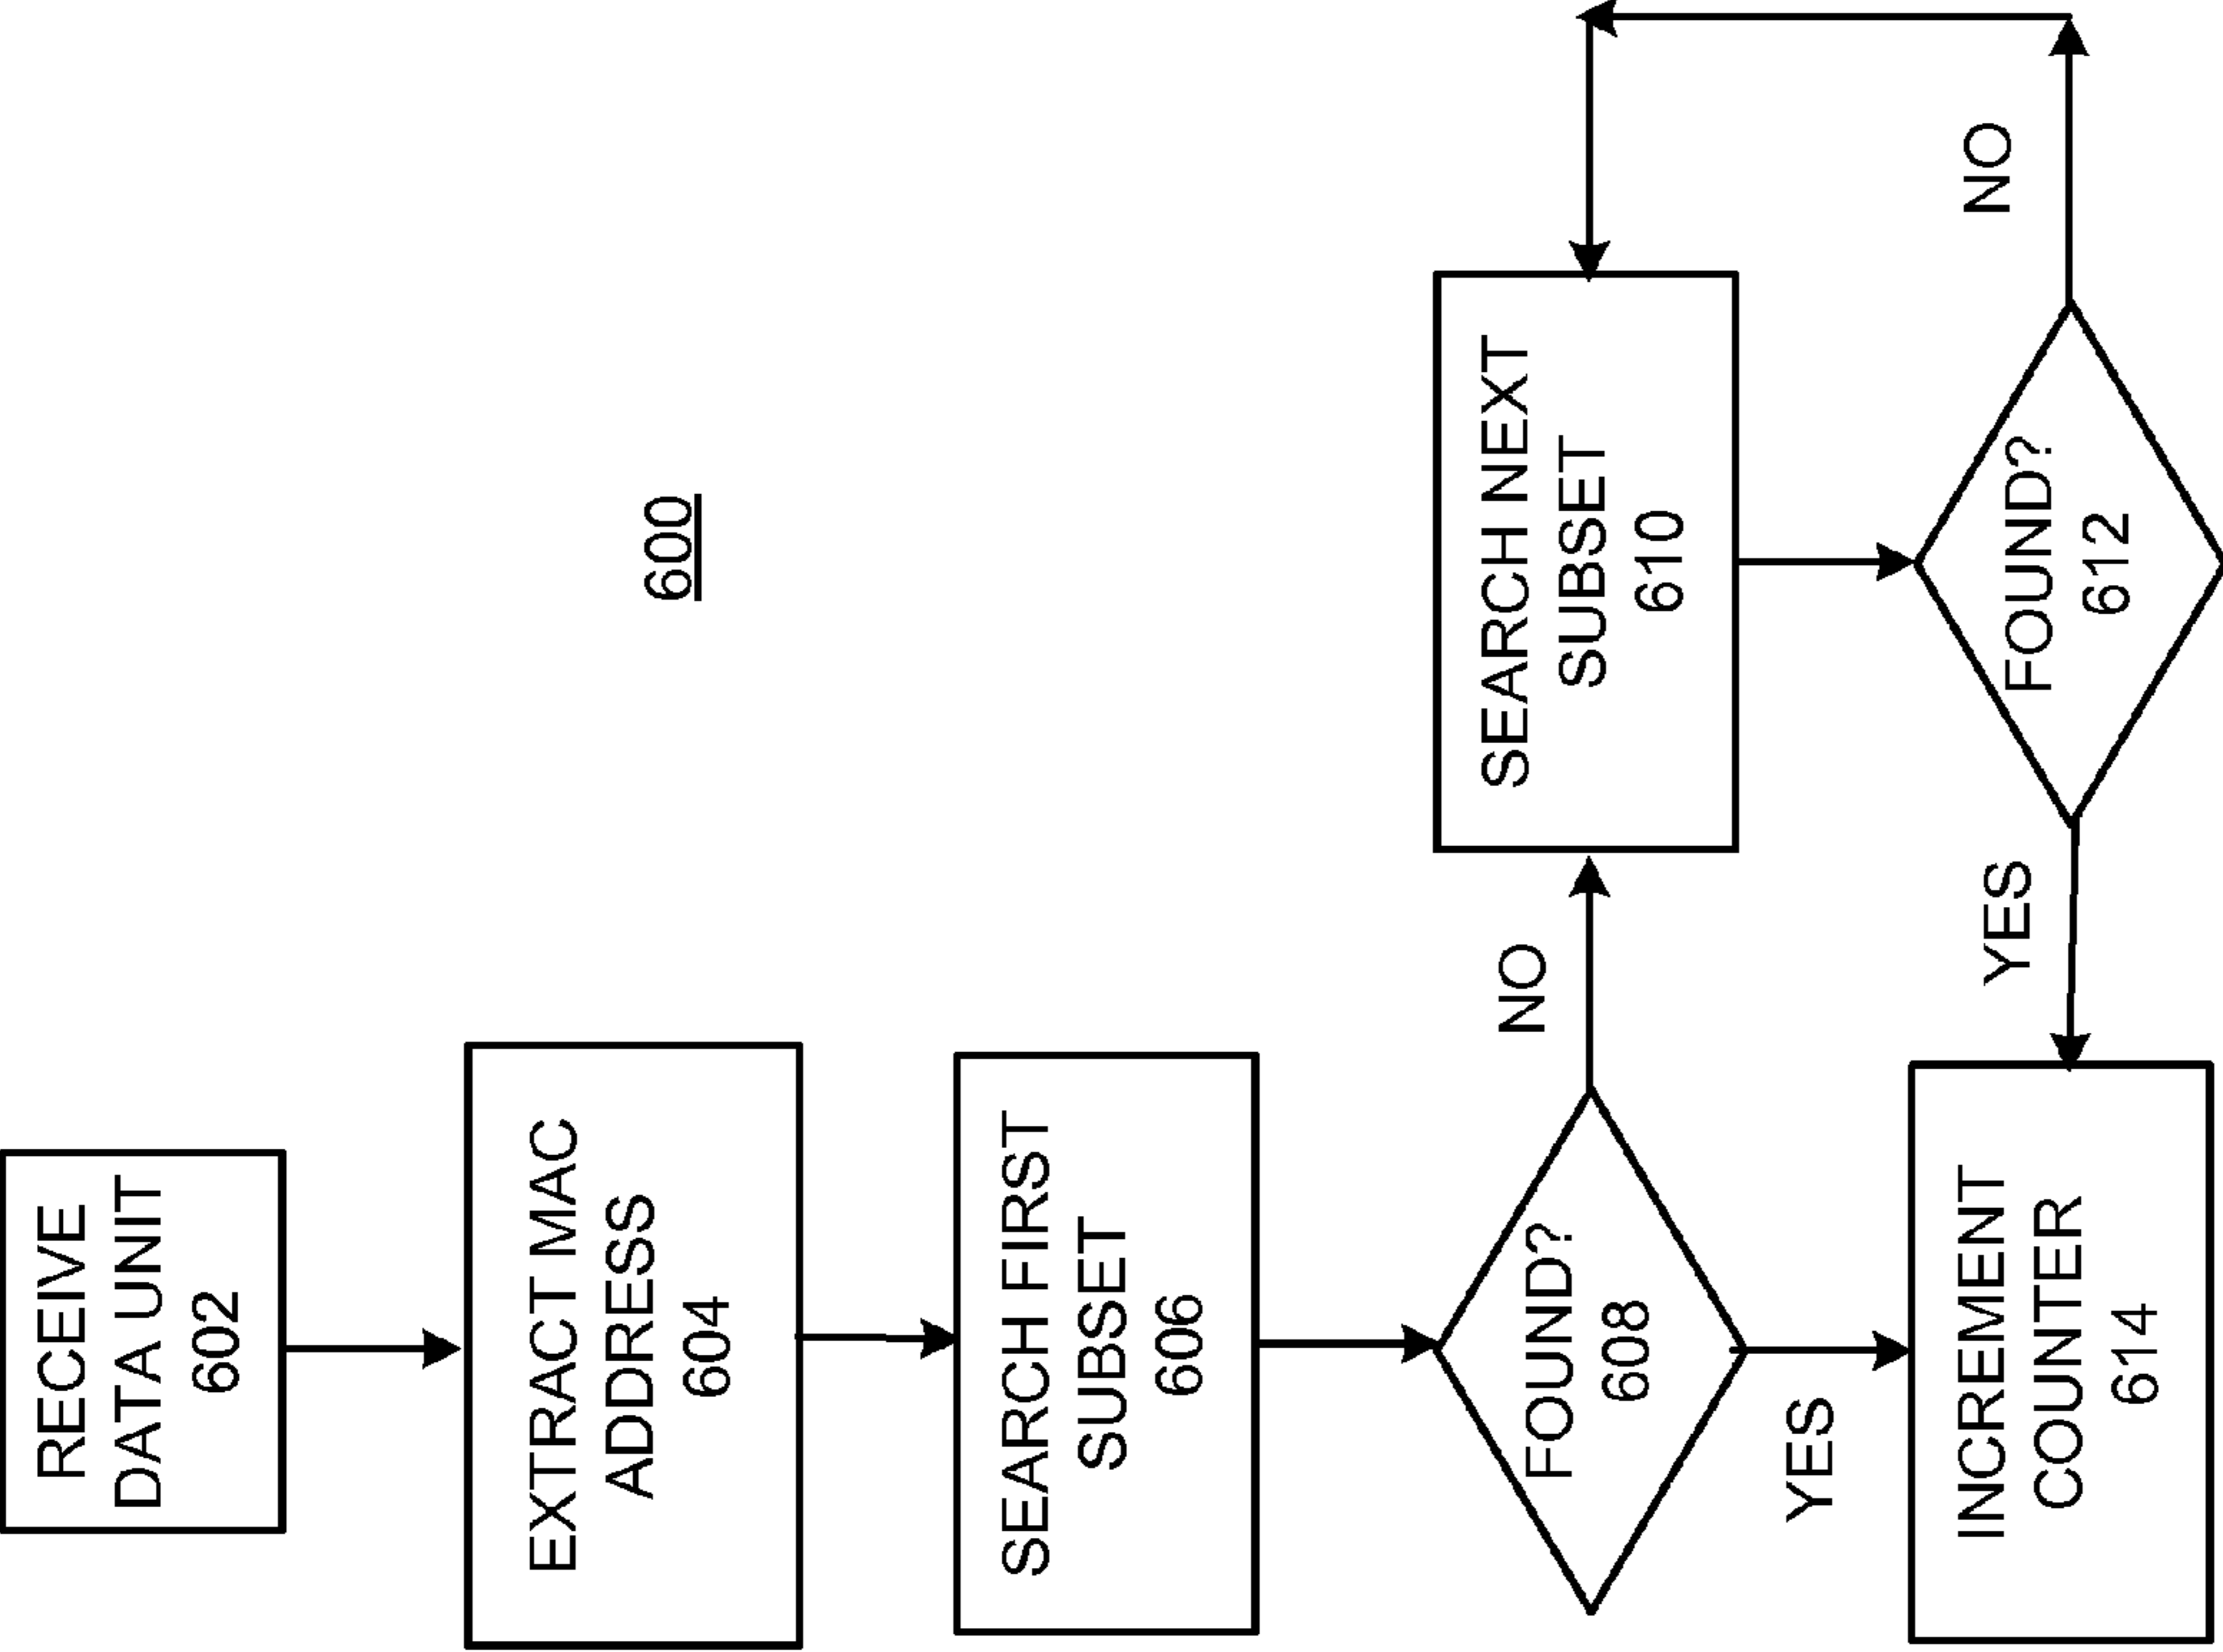 RECEIVE
DATA UNIT
602
EXTRACT MAC
ADDRESS
604
600
SEARCH FIRST
SUBSET
606
FOUND?
608
NO
YES
SEARCH NEXT
SUBSET
610
FOUND?
612
NO
YES
INCREMENT
COUNTER
614